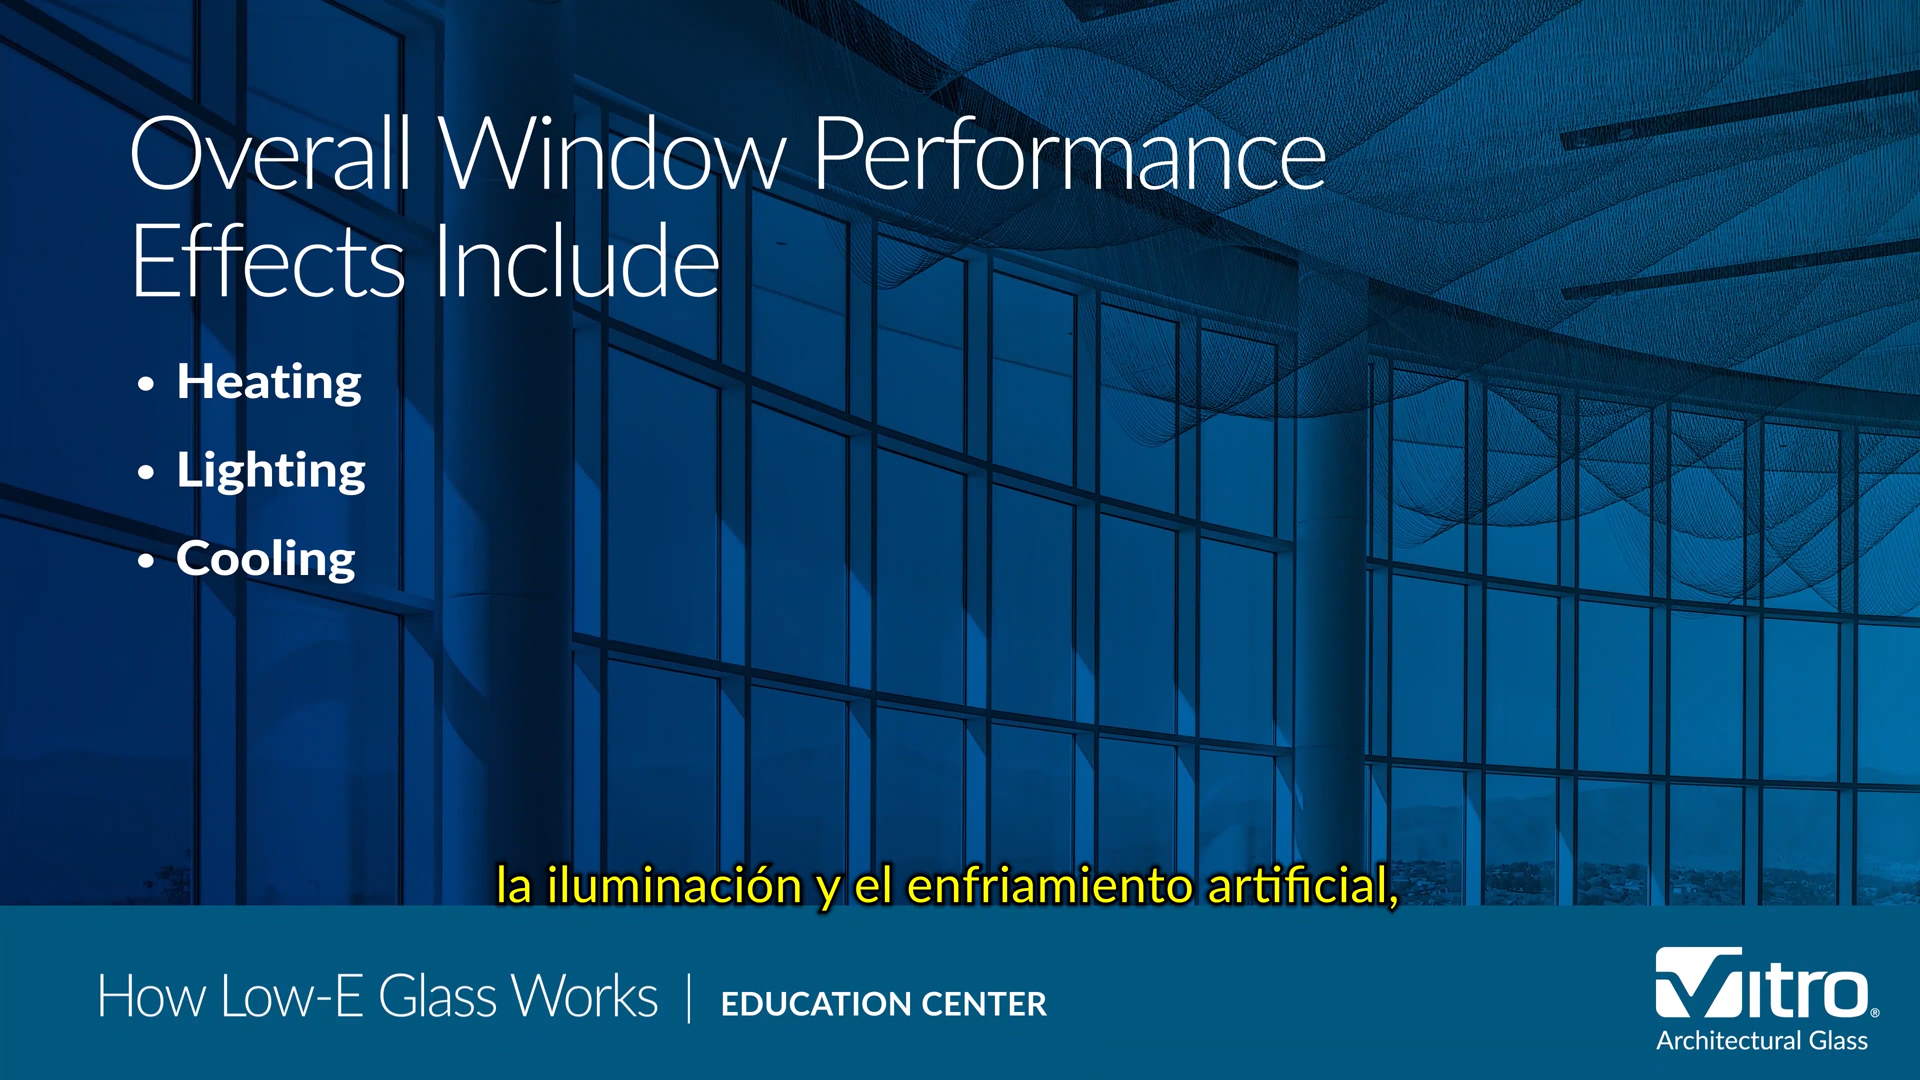 Overall Window Performance
Effects Include
• Heating
• Lighting
• Cooling
la iluminación y el enfriamiento artificial,
How Low-E Glass Works | EDUCATION CENTER
Vitro®
Architectural Glass